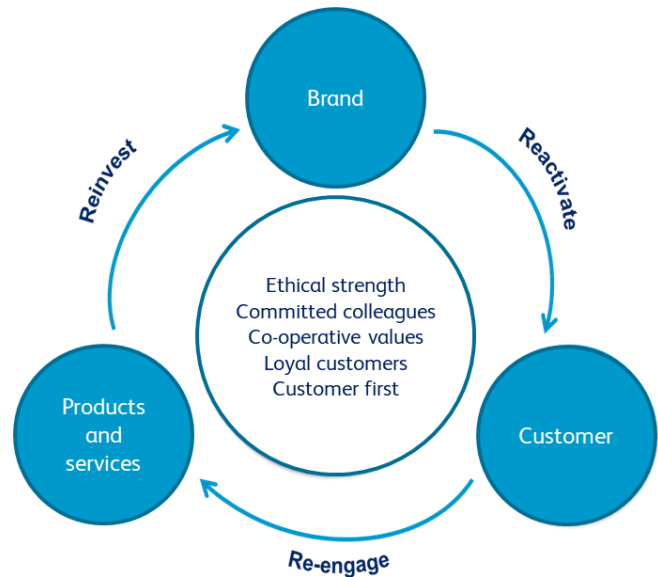 Brand
Reinvest
Reactivate
Ethical strength
Committed colleagues
Co-operative values
Loyal customers
Customer first
Products
and
services
Customer
Re-engage